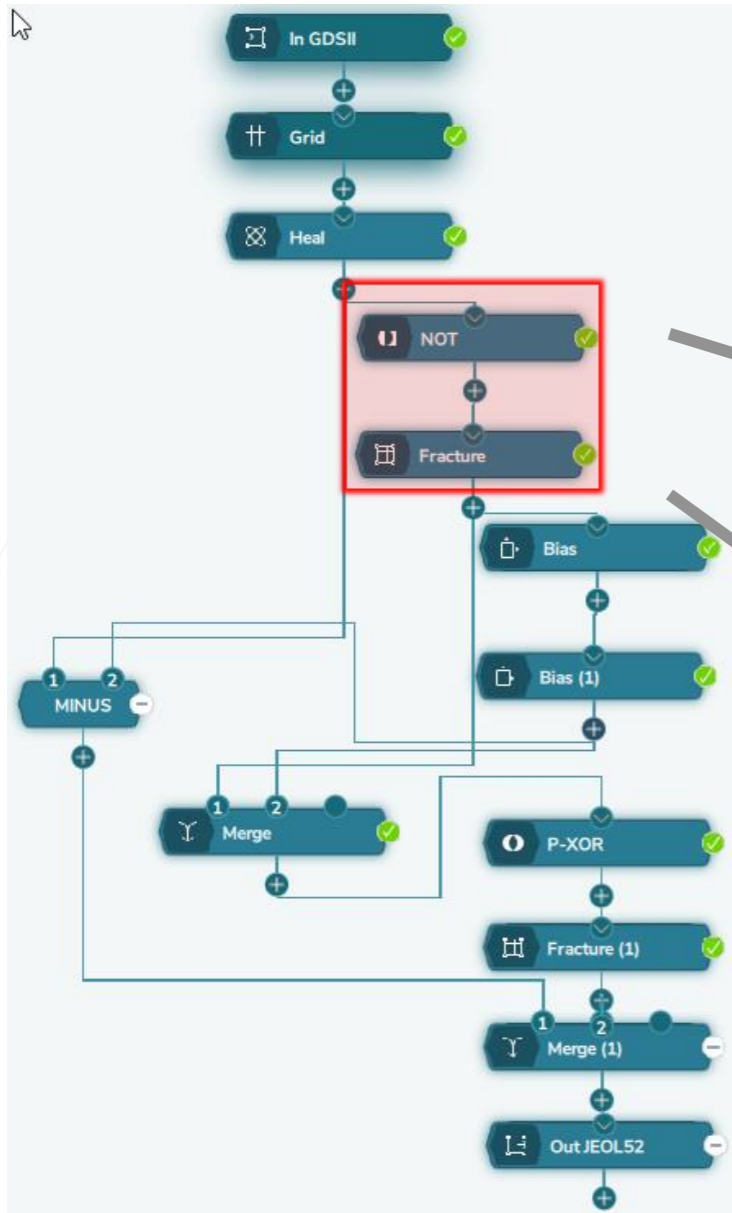 In GDSII
Grid
Heal
NOT
Fracture
Bias
1 2
Bias (1)
MINUS
1 2
Merge
P-XOR
Fracture (1)
1 2
Merge (1)
Out JEOL52